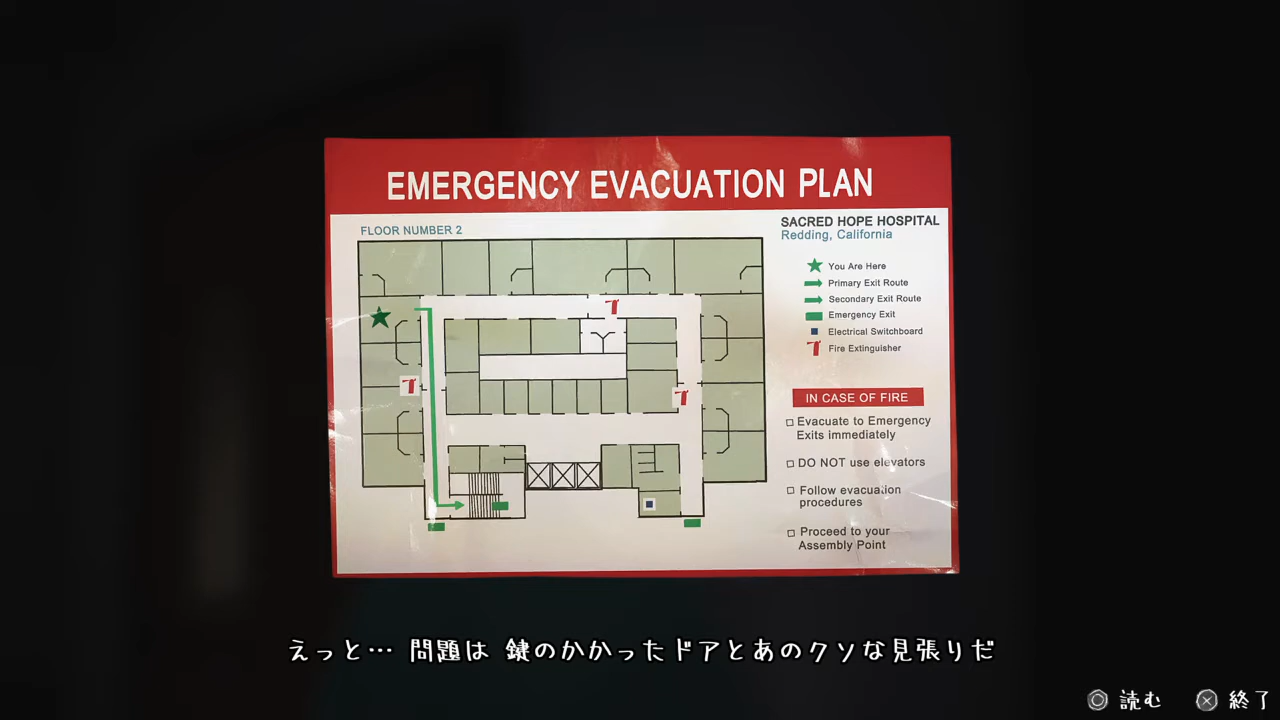 EMERGENCY EVACUATION PLAN
FLOOR NUMBER 2
SACRED HOPE HOSPITAL
Redding, California
You Are Here
Primary Exit Route
Secondary Exit Route
Emergency Exit
Electrical Switchboard
Fire Extinguisher
IN CASE OF FIRE
Evacuate to Emergency
Exits immediately
DO NOT use elevators
Follow evacuation
procedures
Proceed to your
Assembly Point
えっと… 問題は 鍵のかかったドアとあのクソな見張りだ
読む 終了